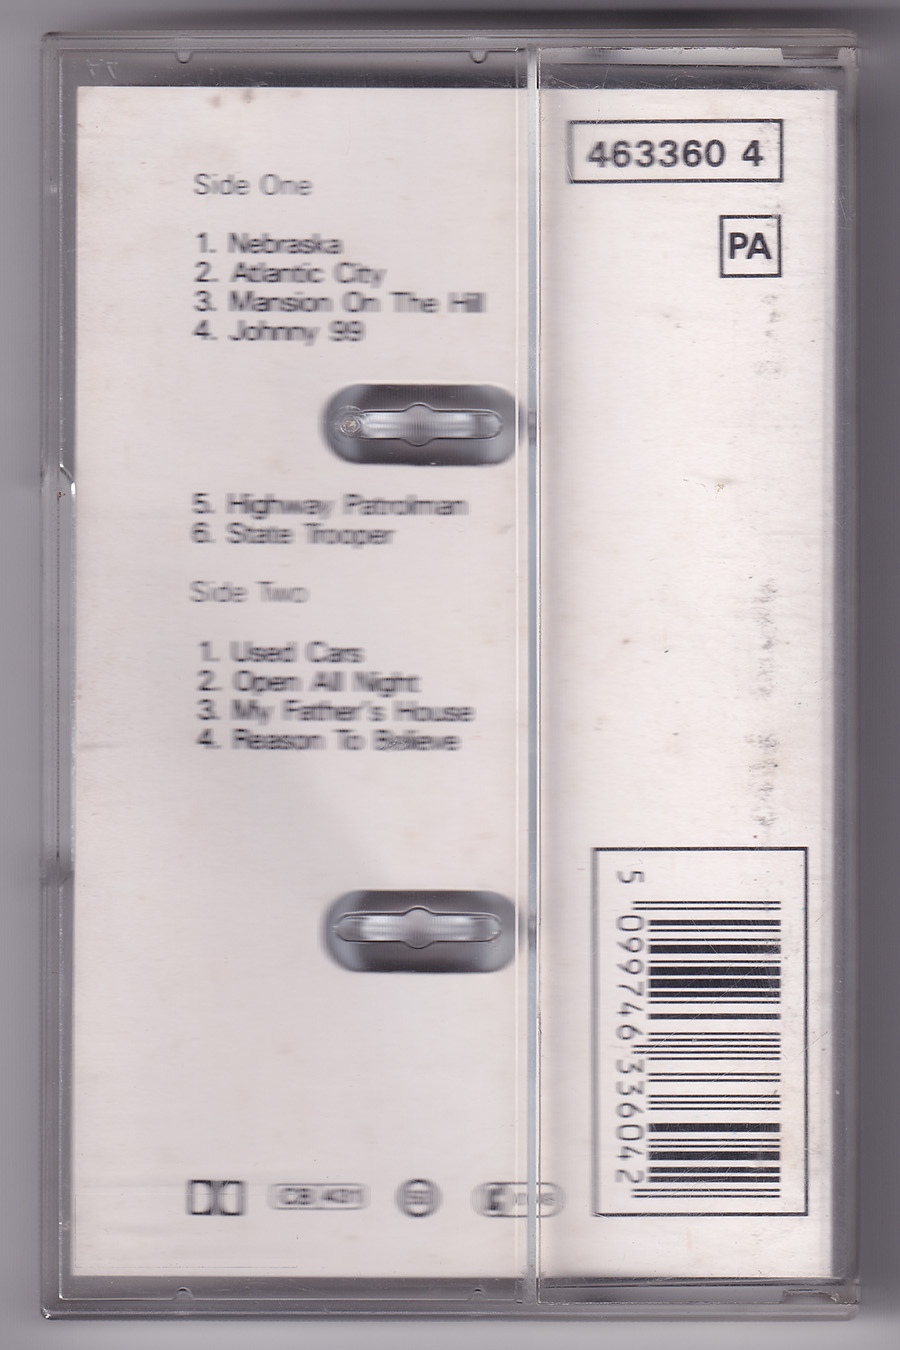 463360 4
PA
Side One
1. Nebraska
2. Atlantic City
3. Mansion On The Hill
4. Johnny 99
5. Highway Patrolman
6. State Trooper
Side Two
1. Used Cars
2. Open All Night
3. My Father's House
4. Reason To Believe
CB 431
5 099746 336042